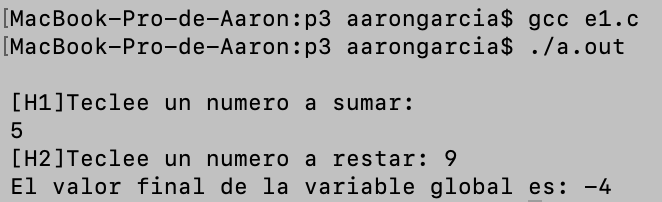 [MacBook-Pro-de-Aaron:p3 aarongarcia$ gcc e1.c
[MacBook-Pro-de-Aaron:p3 aarongarcia$ ./a.out
[H1]Teclee un numero a sumar:
5
[H2]Teclee un numero a restar: 9
El valor final de la variable global es: -4